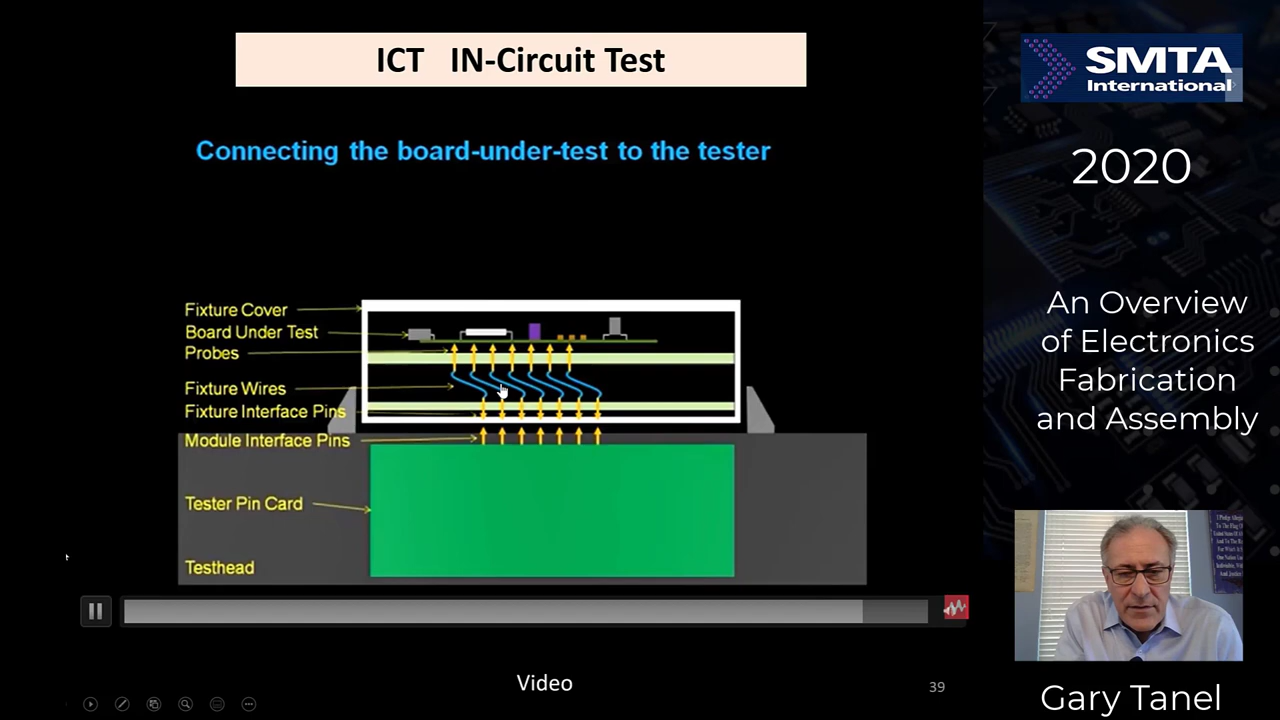 ICT IN-Circuit Test
Connecting the board-under-test to the tester
Fixture Cover
Board Under Test
Probes
Fixture Wires
Fixture Interface Pins
Module Interface Pins
Tester Pin Card
Testhead
Video
39
SMTA
International
2020
An Overview
of Electronics
Fabrication
and Assembly
Gary Tanel